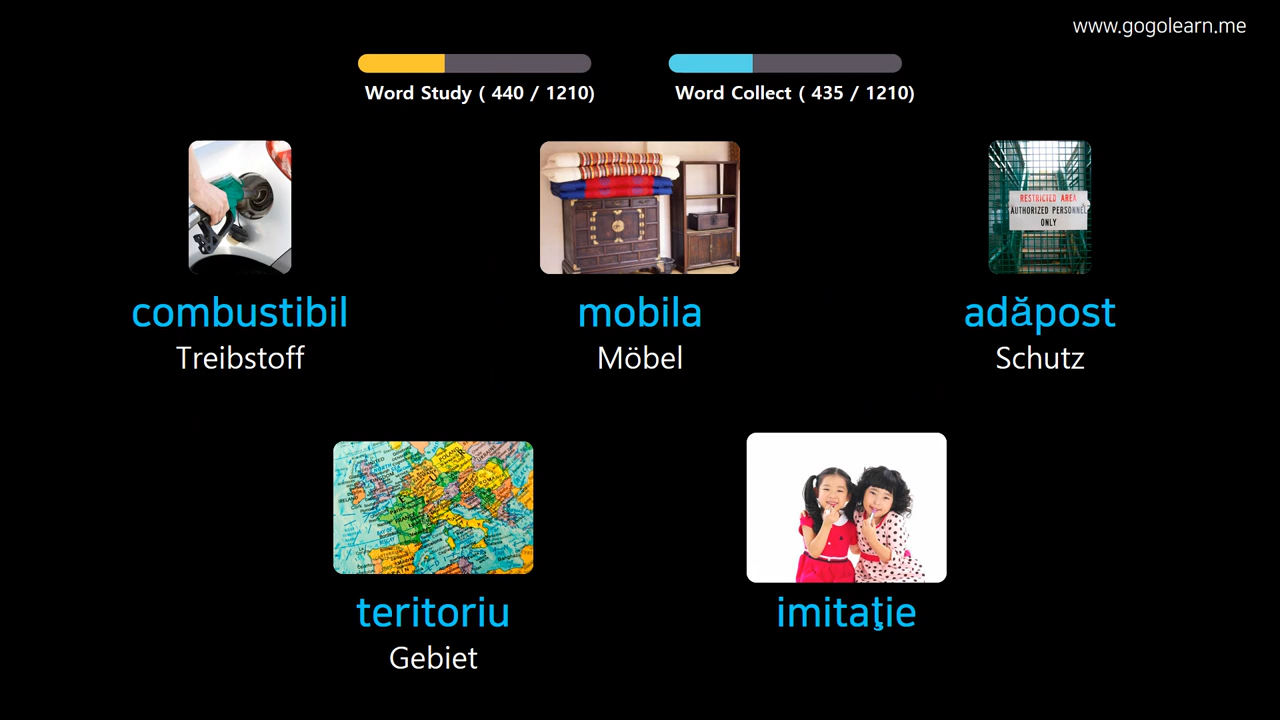 www.gogolearn.me
Word Study ( 440 / 1210)
Word Collect ( 435 / 1210)
RESTRICTED AREA
AUTHORIZED PERSONNEL
ONLY
combustibil
mobila
adăpost
Treibstoff
Möbel
Schutz
teritoriu
imitaţie
Gebiet